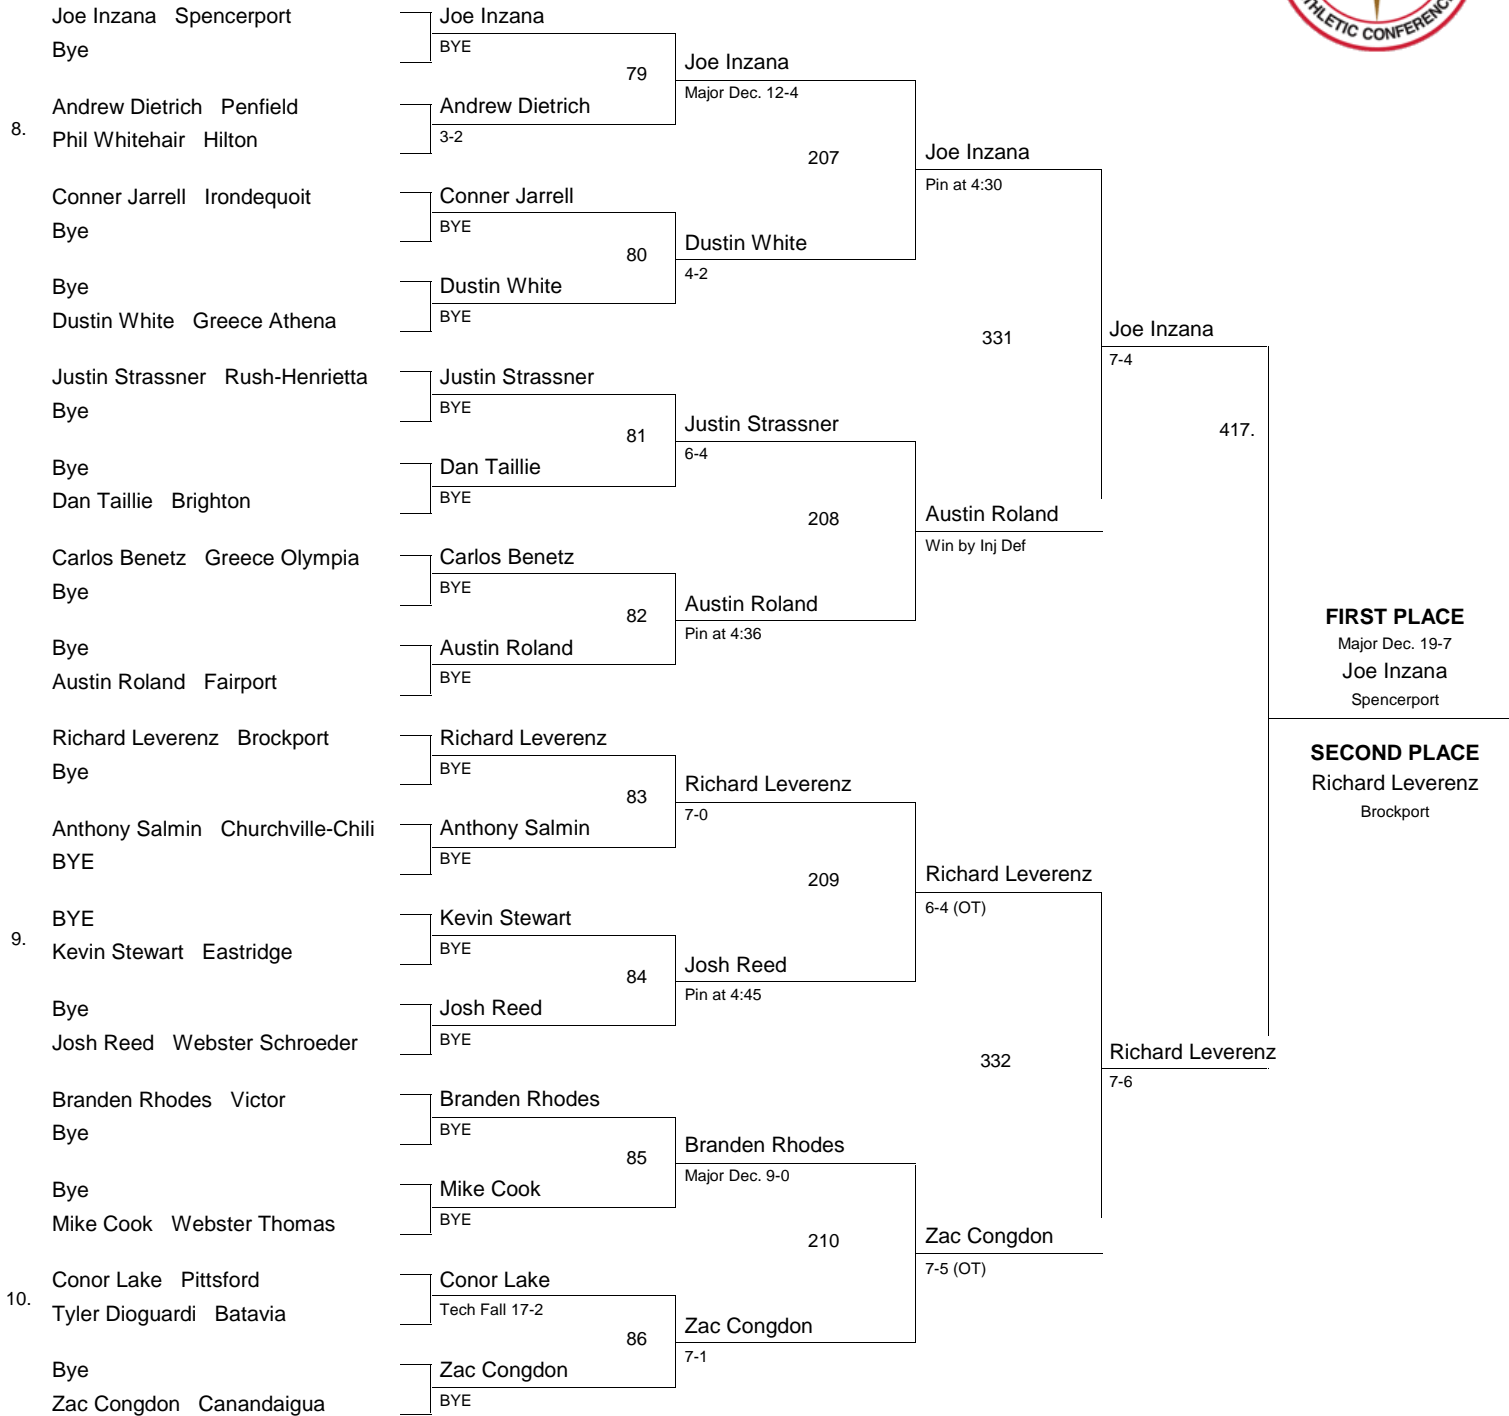 ATHLETIC CONFERENCE
Joe Inzana Spencerport
Bye
8.
Andrew Dietrich Penfield
Phil Whitehair Hilton
Conner Jarrell Irondequoit
Bye
Bye
Dustin White Greece Athena
Justin Strassner Rush-Henrietta
Bye
Bye
Dan Taillie Brighton
Carlos Benetz Greece Olympia
Bye
Bye
Austin Roland Fairport
Richard Leverenz Brockport
Bye
Anthony Salmin Churchville-Chili
BYE
9.
BYE
Kevin Stewart Eastridge
Bye
Josh Reed Webster Schroeder
Branden Rhodes Victor
Bye
Bye
Mike Cook Webster Thomas
10.
Conor Lake Pittsford
Tyler Dioguardi Batavia
Bye
Zac Congdon Canandaigua
Joe Inzana
BYE
79
Andrew Dietrich
3-2
Conner Jarrell
BYE
80
Dustin White
BYE
Justin Strassner
BYE
81
Dan Taillie
BYE
Carlos Benetz
BYE
82
Austin Roland
BYE
Richard Leverenz
BYE
83
Anthony Salmin
BYE
Kevin Stewart
BYE
84
Josh Reed
BYE
Branden Rhodes
BYE
85
Mike Cook
BYE
Conor Lake
Tech Fall 17-2
86
Zac Congdon
BYE
Joe Inzana
Major Dec. 12-4
207
Dustin White
4-2
Justin Strassner
6-4
208
Austin Roland
Pin at 4:36
Richard Leverenz
7-0
209
Josh Reed
Pin at 4:45
Branden Rhodes
Major Dec. 9-0
210
Zac Congdon
7-1
Joe Inzana
Pin at 4:30
331
Austin Roland
Win by Inj Def
Richard Leverenz
6-4 (OT)
332
Zac Congdon
7-5 (OT)
Joe Inzana
7-4
417.
Richard Leverenz
7-6
FIRST PLACE
Major Dec. 19-7
Joe Inzana
Spencerport
SECOND PLACE
Richard Leverenz
Brockport